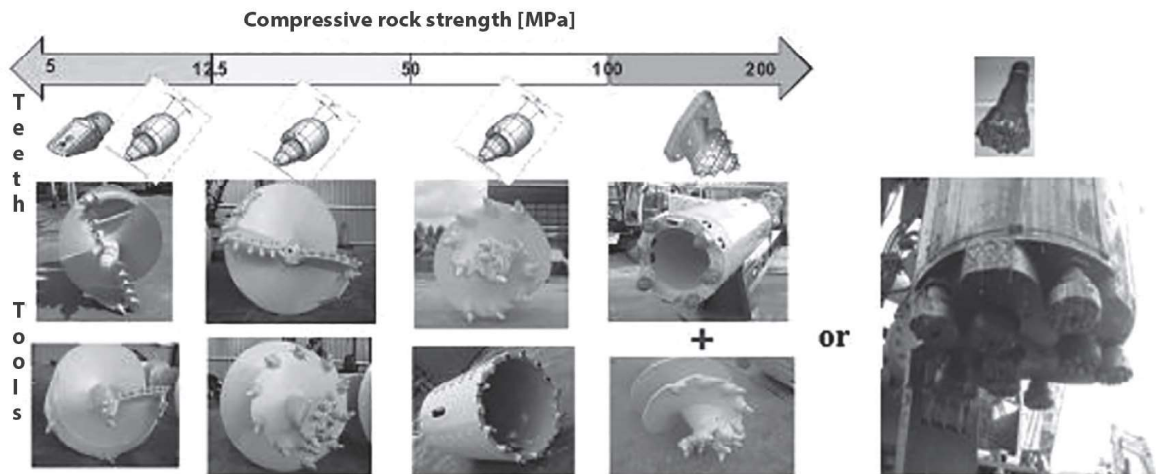 Compressive rock strength [MPa]
5 12.5 50 100 200
Teeth
Tools
+
or